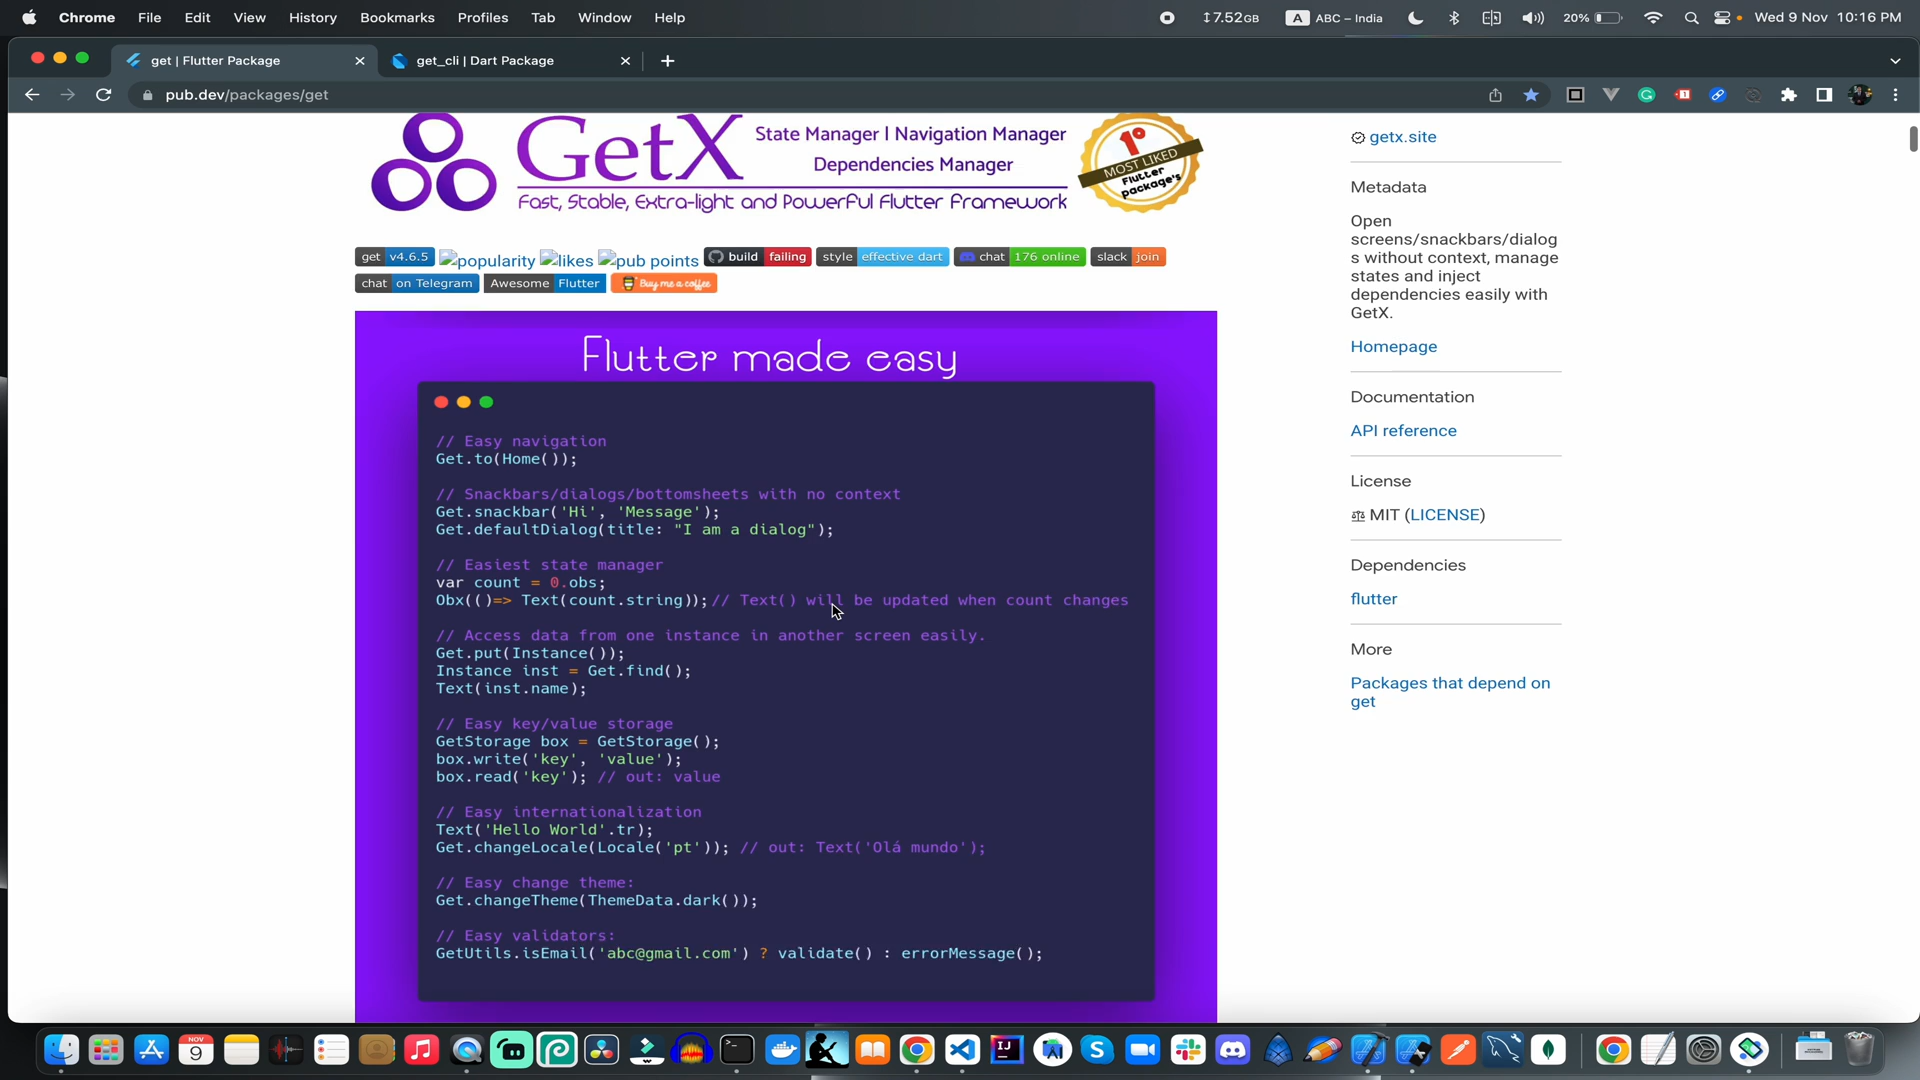 Chrome File Edit View History Bookmarks Profiles Tab Window Help
7.52GB A ABC – India 20% Wed 9 Nov 10:16 PM
get | Flutter Package
get_cli | Dart Package
pub.dev/packages/get
GetX
State Manager | Navigation Manager
Dependencies Manager
Fast, Stable, Extra-light and Powerful Flutter Framework
1º
MOST LIKED
Flutter
package's
get v4.6.5 popularity likes pub points build failing style effective dart chat 176 online slack join
chat on Telegram Awesome Flutter Buy me a coffee
Flutter made easy
// Easy navigation
Get.to(Home());
// Snackbars/dialogs/bottomsheets with no context
Get.snackbar('Hi', 'Message');
Get.defaultDialog(title: "I am a dialog");
// Easiest state manager
var count = 0.obs;
Obx(()=> Text(count.string));// Text() will be updated when count changes
// Access data from one instance in another screen easily.
Get.put(Instance());
Instance inst = Get.find();
Text(inst.name);
// Easy key/value storage
GetStorage box = GetStorage();
box.write('key', 'value');
box.read('key'); // out: value
// Easy internationalization
Text('Hello World'.tr);
Get.changeLocale(Locale('pt')); // out: Text('Olá mundo');
// Easy change theme:
Get.changeTheme(ThemeData.dark());
// Easy validators:
GetUtils.isEmail('abc@gmail.com') ? validate() : errorMessage();
getx.site
Metadata
Open
screens/snackbars/dialog
s without context, manage
states and inject
dependencies easily with
GetX.
Homepage
Documentation
API reference
License
MIT (LICENSE)
Dependencies
flutter
More
Packages that depend on
get
NOV
9